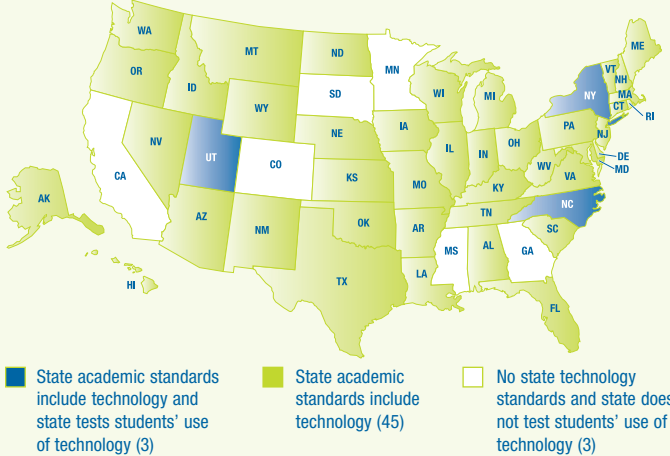 WA
MT
ND
MN
ME
OR
ID
WY
SD
WI
MI
VT
NH
NY
MA
CT
RI
NV
UT
CO
NE
IA
IL
IN
OH
PA
NJ
DE
MD
CA
KS
MO
KY
WV
VA
AK
AZ
NM
OK
AR
TN
NC
SC
HI
TX
LA
MS
AL
GA
FL
State academic standards
include technology and
state tests students' use
of technology (3)
State academic
standards include
technology (45)
No state technology
standards and state does
not test students' use of
technology (3)